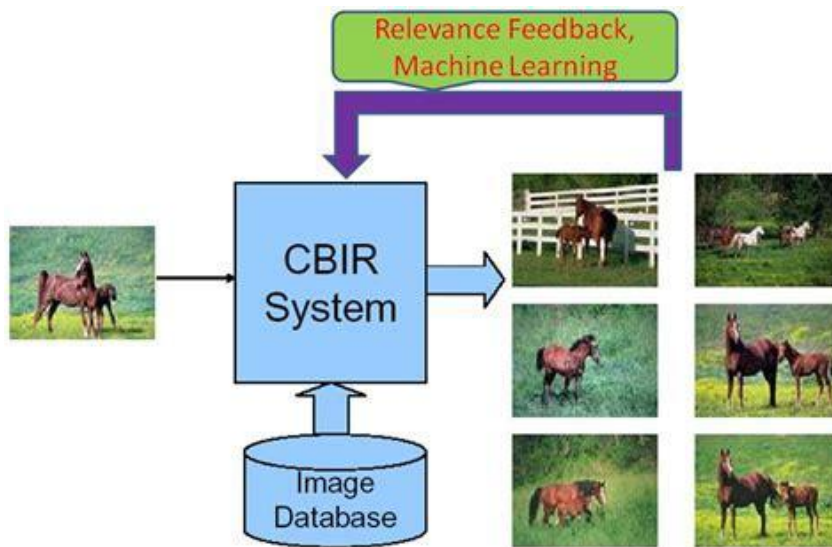 Relevance Feedback,
Machine Learning
CBIR
System
Image
Database